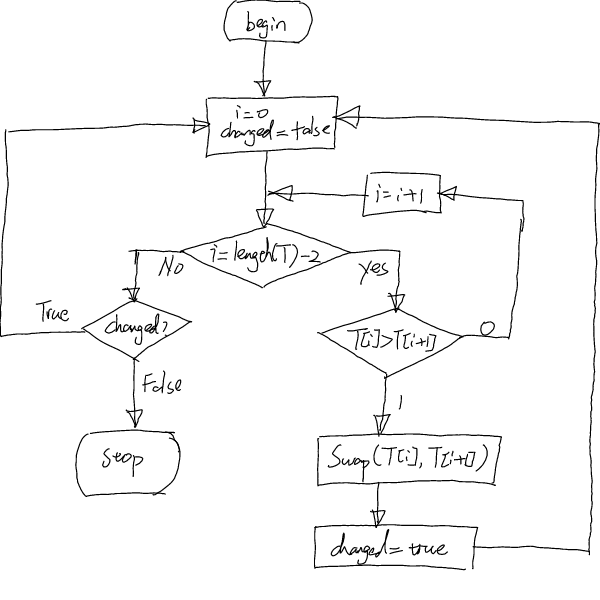 begin
i=0
changed=false
i=i+1
i=length(T)-2
No
yes
True
changed?
T[i]>T[i+1]
0
False
1
Stop
Swap(T[i], T[i+1])
changed=true